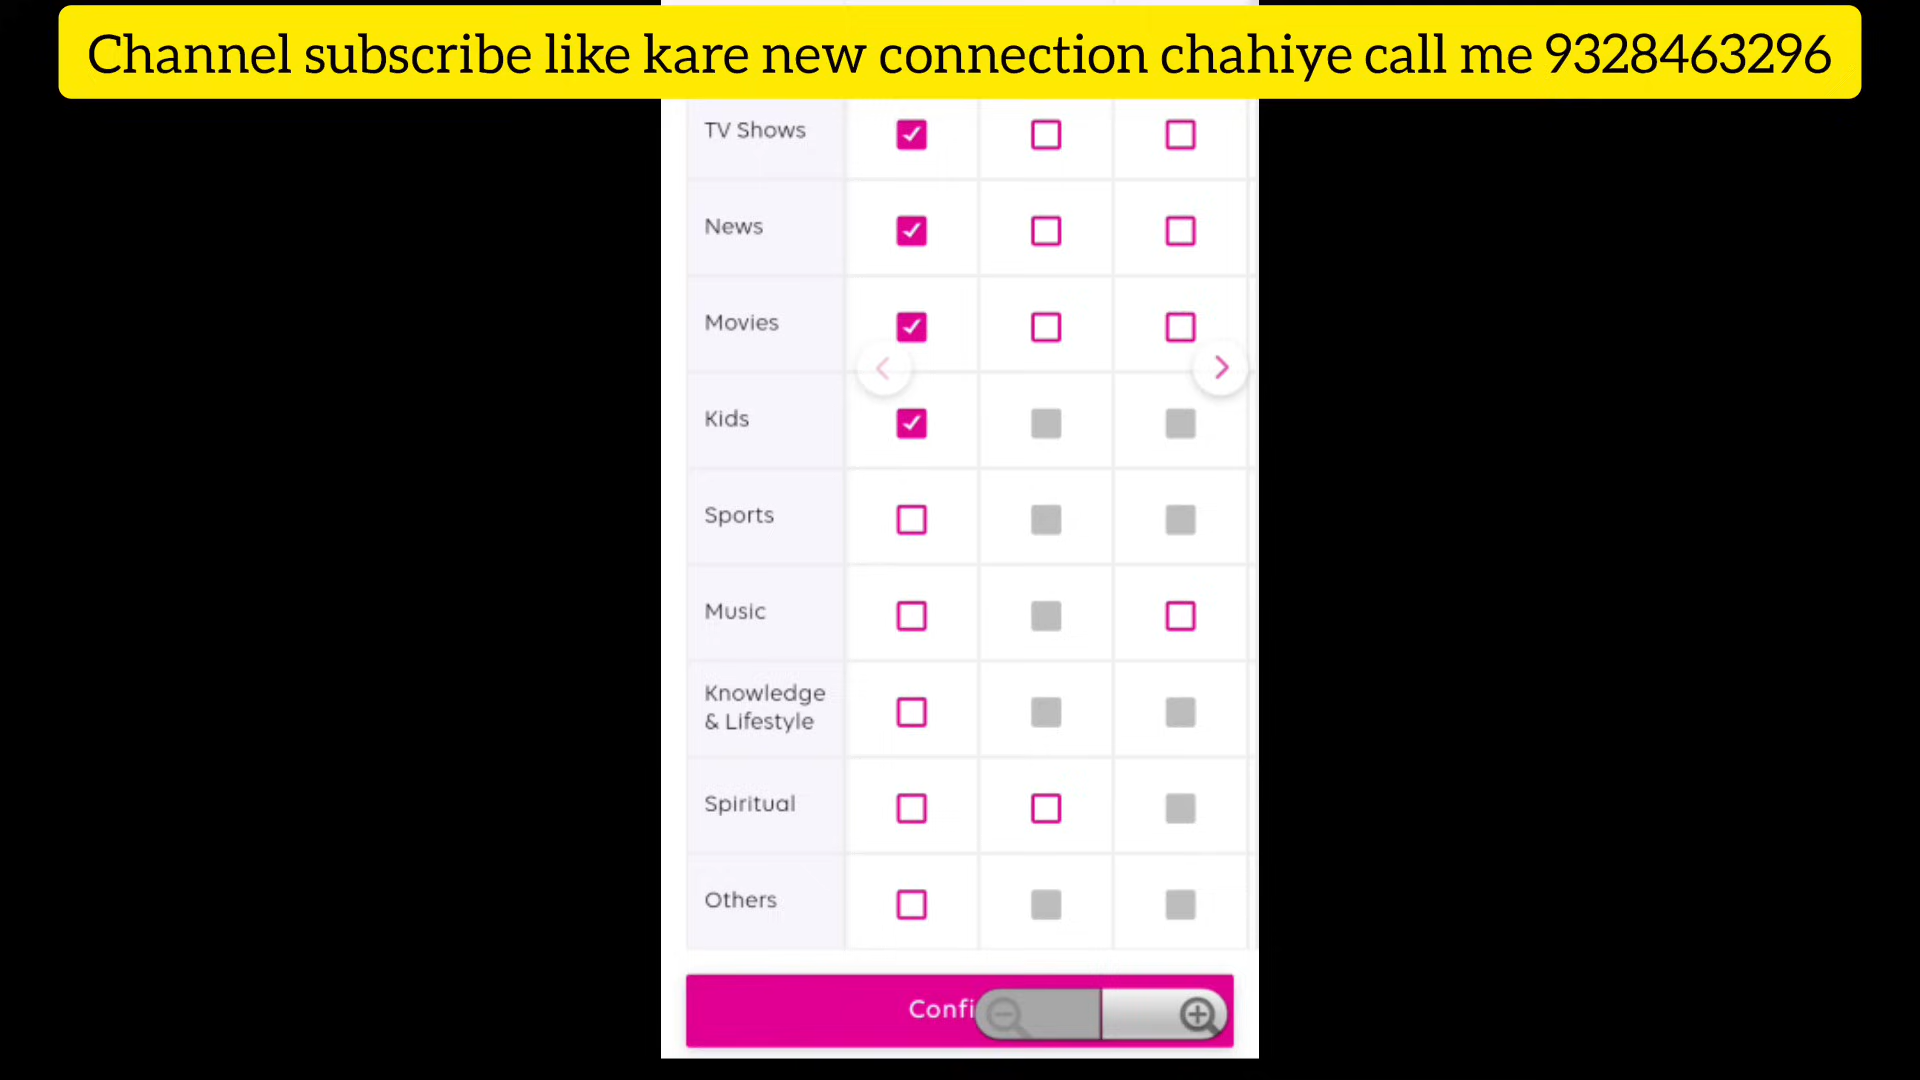 Channel subscribe like kare new connection chahiye call me 9328463296
TV Shows
News
Movies
Kids
Sports
Music
Knowledge
& Lifestyle
Spiritual
Others
Confi